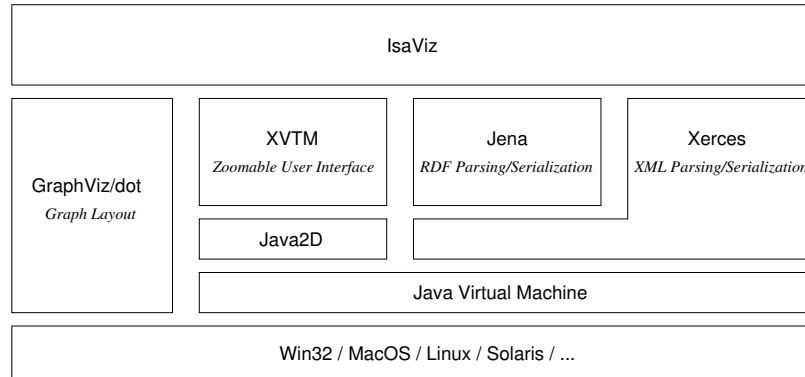 IsaViz
GraphViz/dot
Graph Layout
XVTM
Zoomable User Interface
Jena
RDF Parsing/Serialization
Xerces
XML Parsing/Serialization
Java2D
Java Virtual Machine
Win32 / MacOS / Linux / Solaris / ...